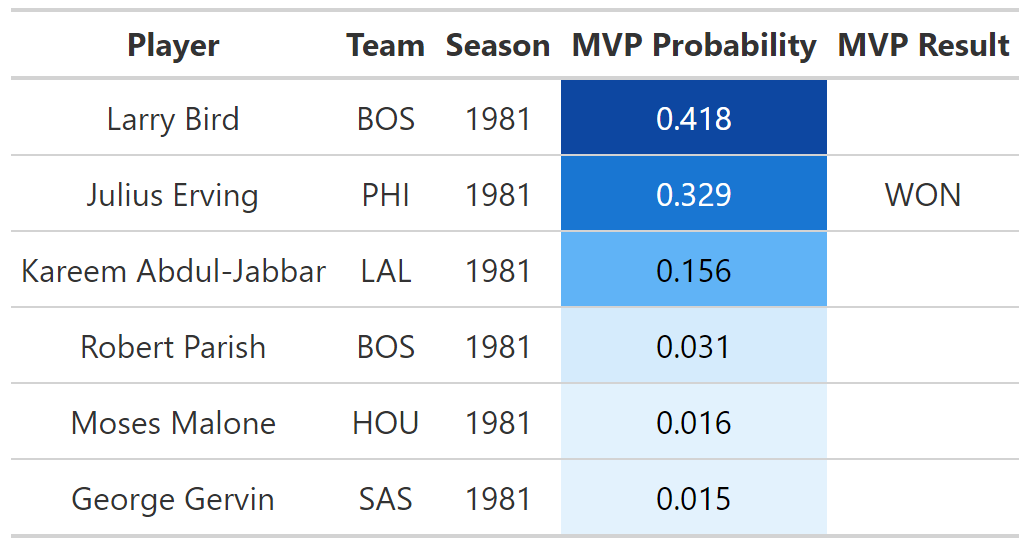 Player Team Season MVP Probability MVP Result
Larry Bird BOS 1981 0.418
Julius Erving PHI 1981 0.329 WON
Kareem Abdul-Jabbar LAL 1981 0.156
Robert Parish BOS 1981 0.031
Moses Malone HOU 1981 0.016
George Gervin SAS 1981 0.015